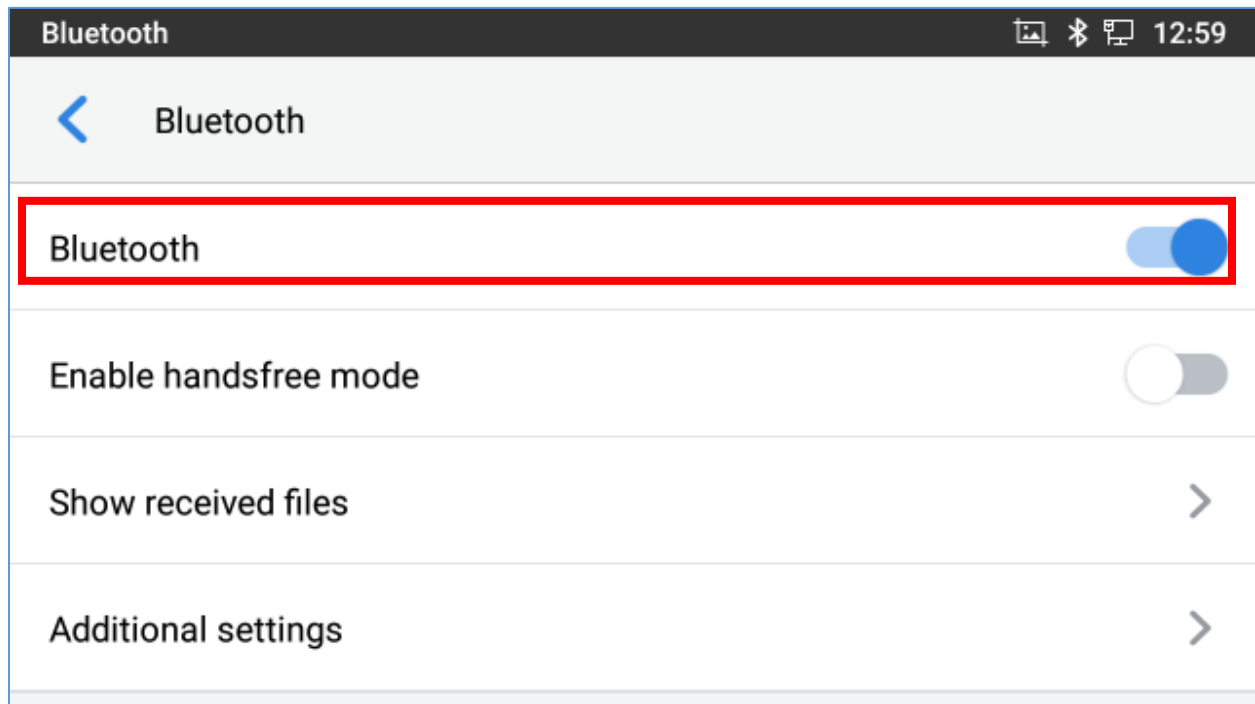 Bluetooth 12:59
Bluetooth
Bluetooth
Enable handsfree mode
Show received files
Additional settings